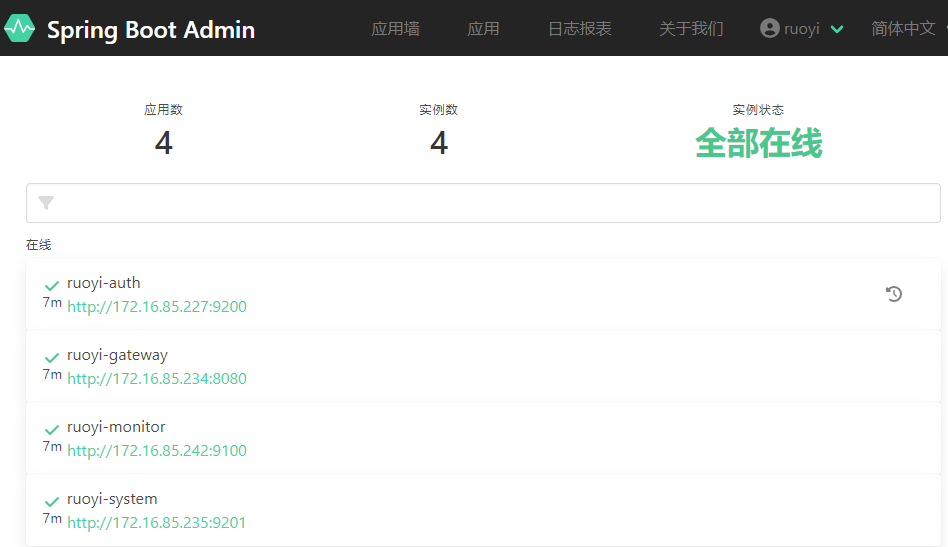 Spring Boot Admin 应用墙 应用 日志报表 关于我们 ruoyi 简体中文
应用数 实例数 实例状态
4 4 全部在线
在线
ruoyi-auth
7m http://172.16.85.227:9200
ruoyi-gateway
7m http://172.16.85.234:8080
ruoyi-monitor
7m http://172.16.85.242:9100
ruoyi-system
7m http://172.16.85.235:9201